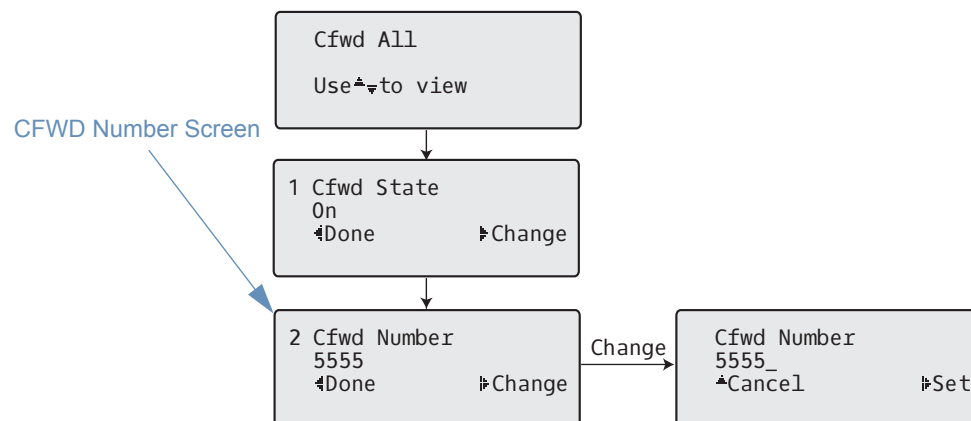 Cfwd All
Use▲▼to view
CFWD Number Screen
1 Cfwd State
On
◀Done ▶Change
2 Cfwd Number
5555
◀Done ▶Change
Change
Cfwd Number
5555_
▲Cancel ▶Set